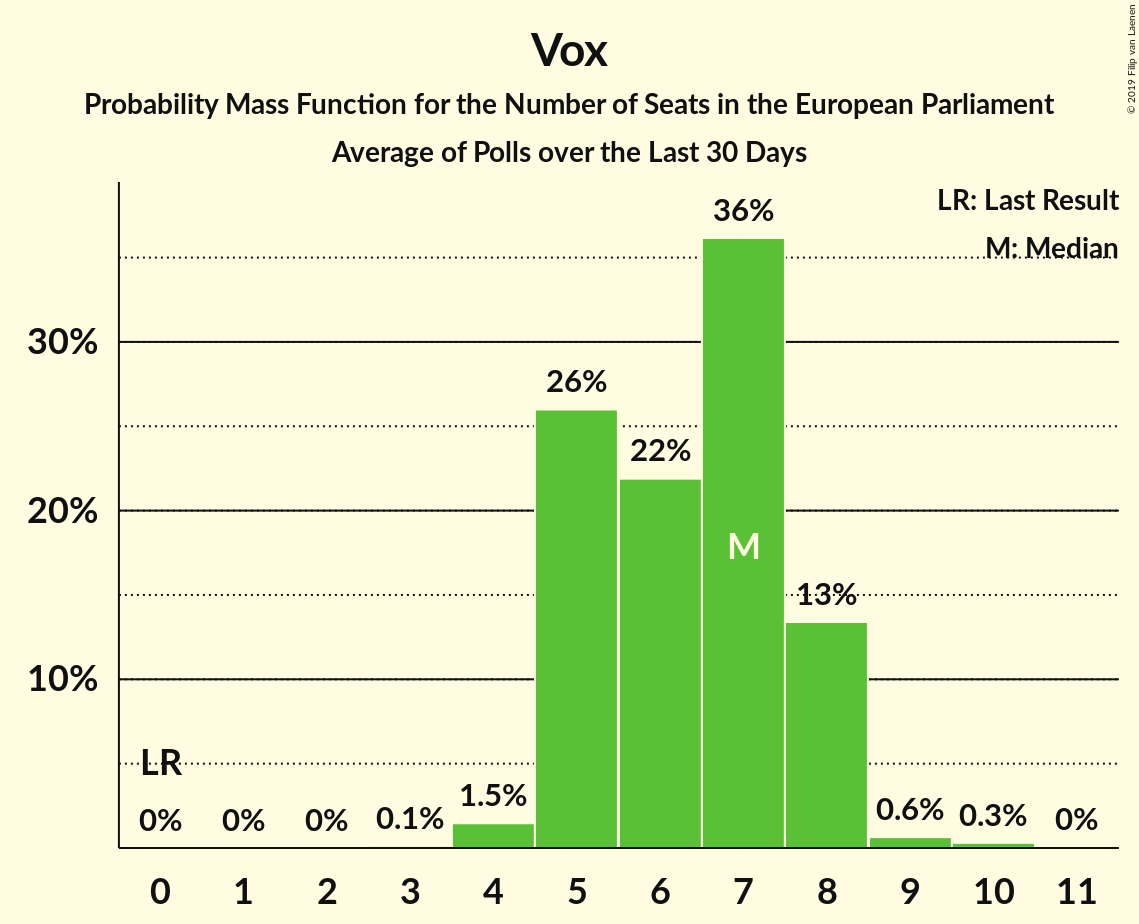 Vox
Probability Mass Function for the Number of Seats in the European Parliament
Average of Polls over the Last 30 Days
© 2019 Filip van Laenen
LR: Last Result
M: Median
36%
30%
26%
22%
20%
M
13%
10%
LR
1.5%
0% 0% 0% 0.1% 0.6% 0.3% 0%
0 1 2 3 4 5 6 7 8 9 10 11